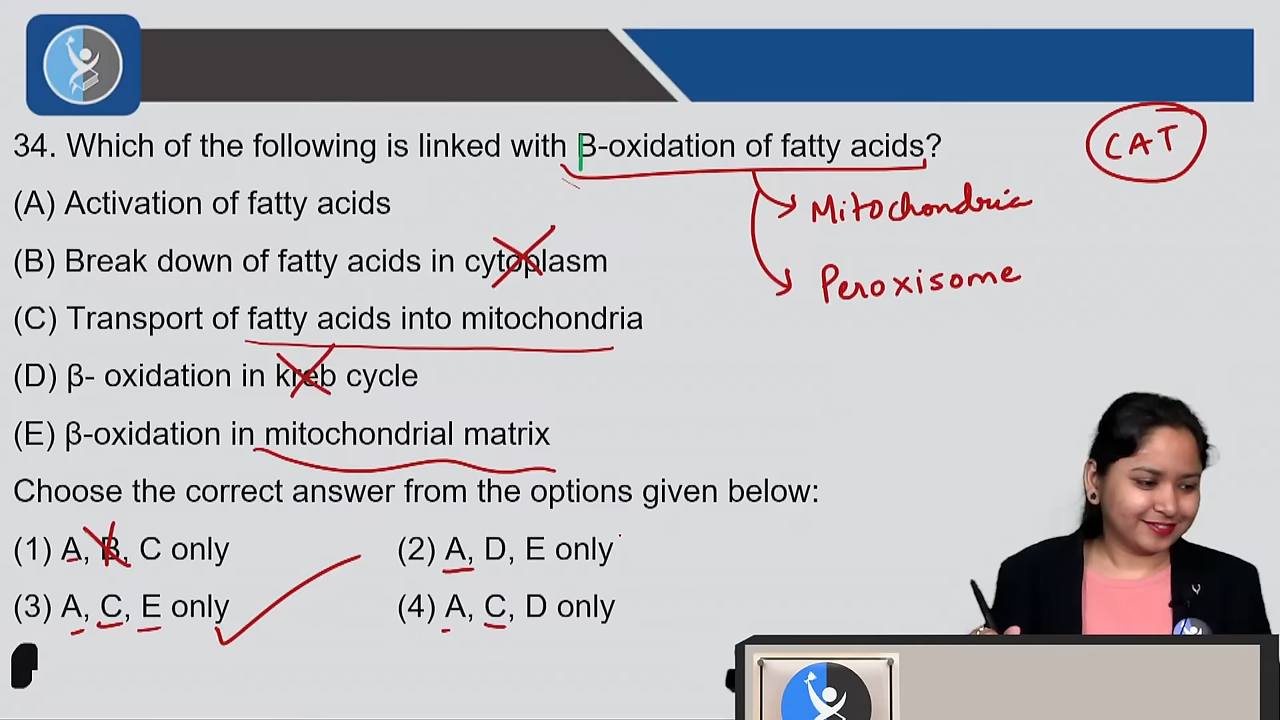 34. Which of the following is linked with B-oxidation of fatty acids?
CAT
(A) Activation of fatty acids
Mitochondria
(B) Break down of fatty acids in cytoplasm
Peroxisome
(C) Transport of fatty acids into mitochondria
(D) β- oxidation in kreb cycle
(E) β-oxidation in mitochondrial matrix
Choose the correct answer from the options given below:
(1) A, B, C only
(2) A, D, E only
(3) A, C, E only
(4) A, C, D only